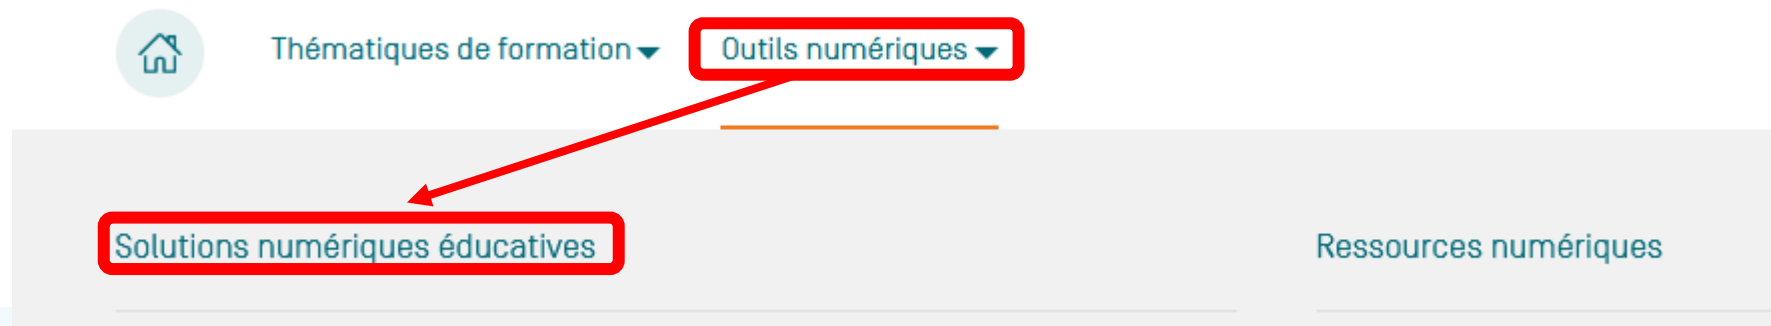 Thématiques de formation
Outils numériques
Solutions numériques éducatives
Ressources numériques